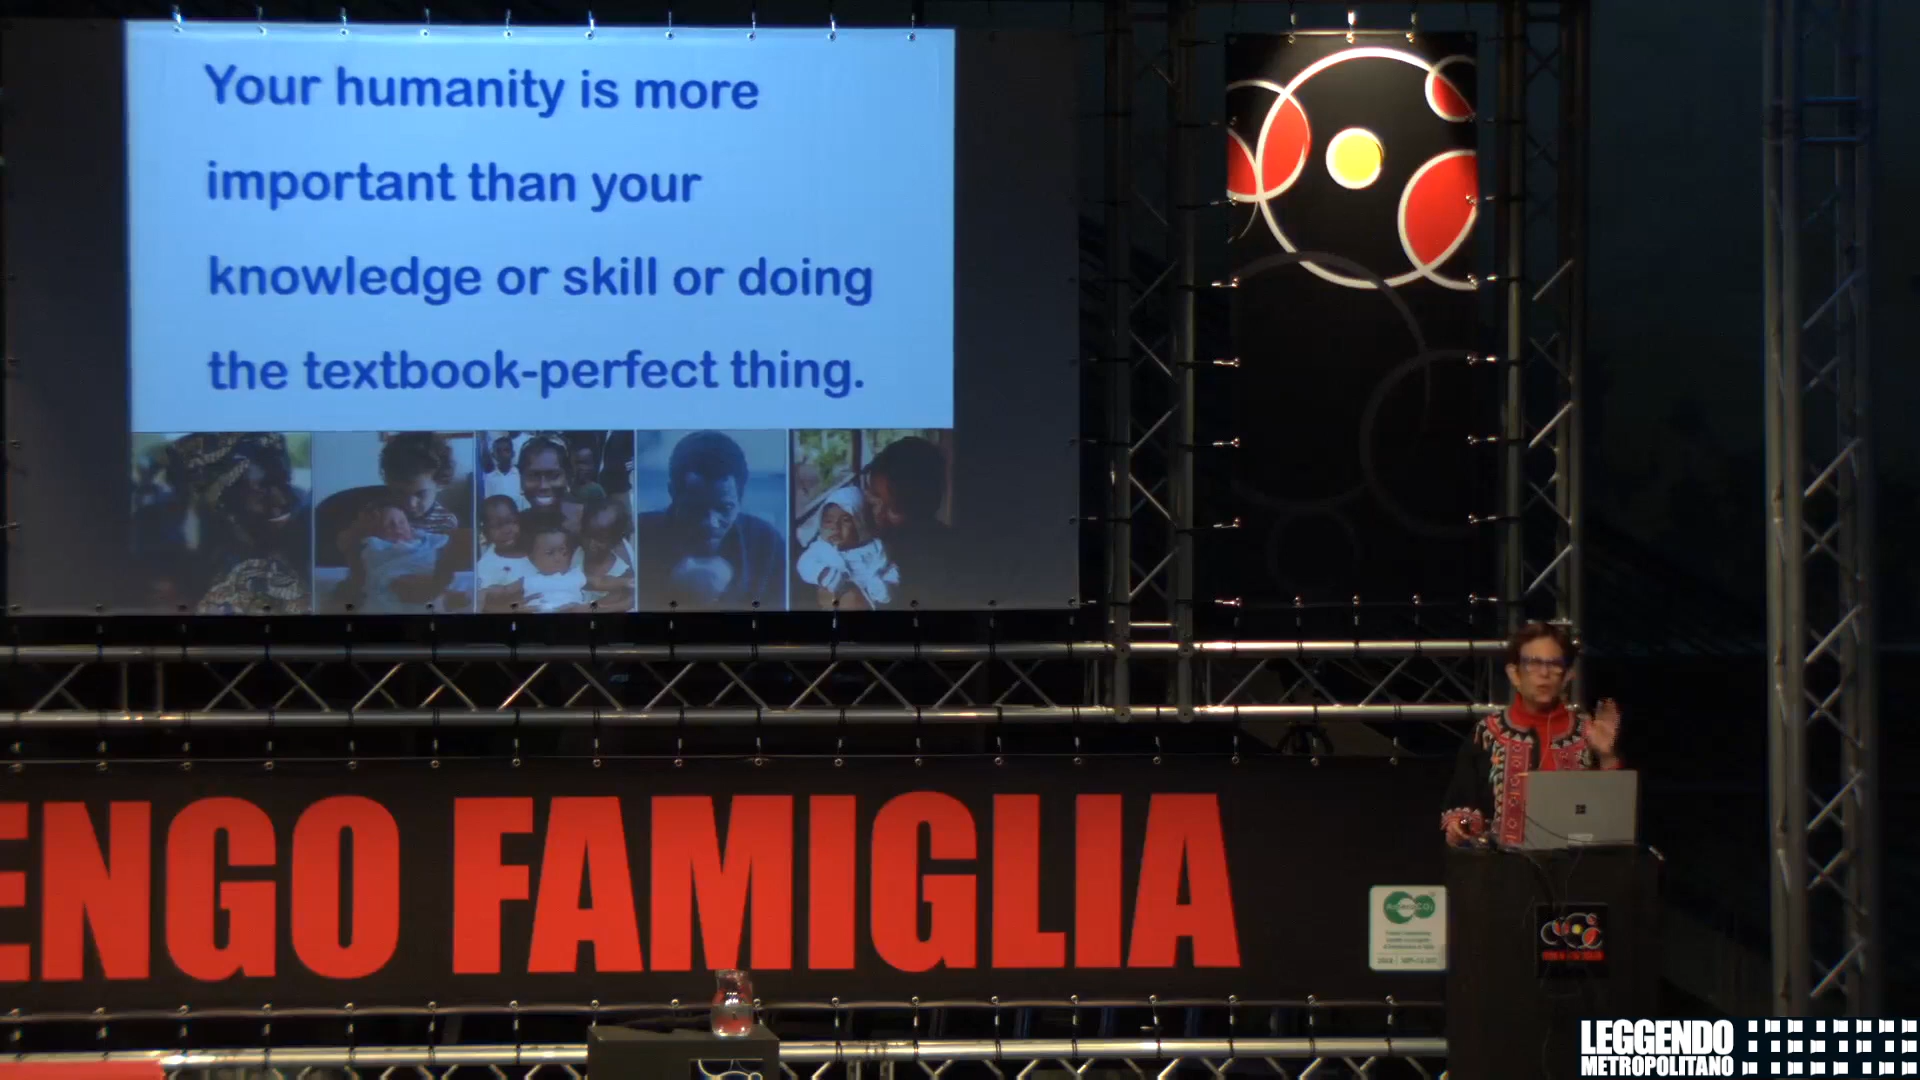 Your humanity is more
important than your
knowledge or skill or doing
the textbook-perfect thing.
ENGO FAMIGLIA
LEGGENDO
METROPOLITANO